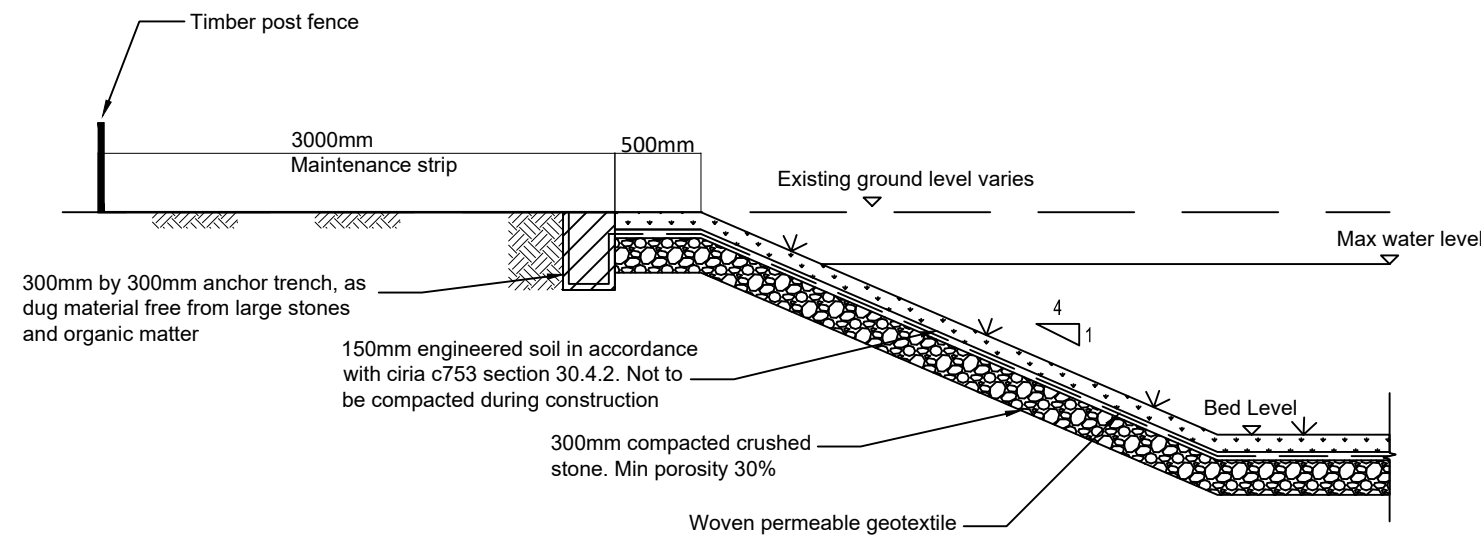 Timber post fence
3000mm
Maintenance strip
500mm
Existing ground level varies
Max water level
300mm by 300mm anchor trench, as
dug material free from large stones
and organic matter
4
1
150mm engineered soil in accordance
with ciria c753 section 30.4.2. Not to
be compacted during construction
Bed Level
300mm compacted crushed
stone. Min porosity 30%
Woven permeable geotextile